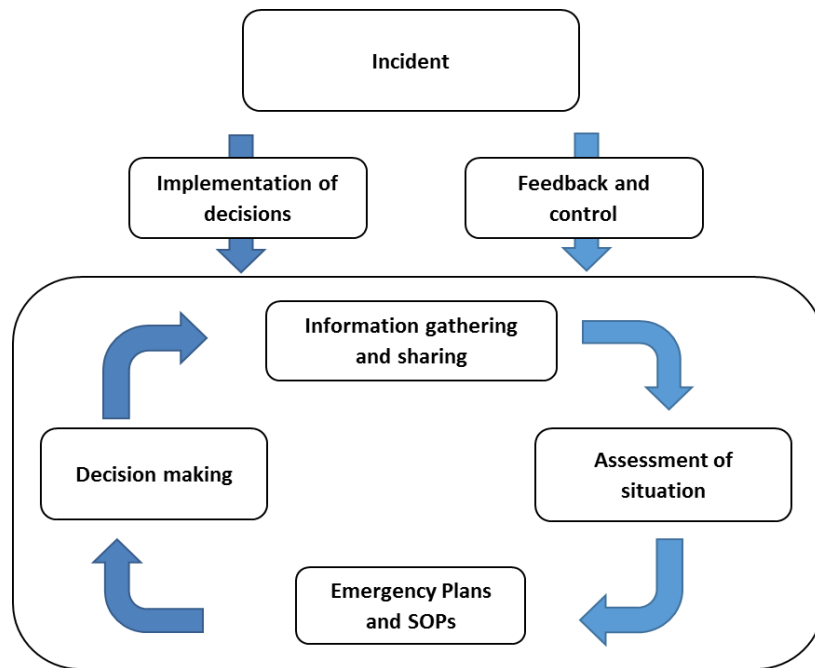 Incident
Implementation of
decisions
Feedback and
control
Information gathering
and sharing
Decision making
Assessment of
situation
Emergency Plans
and SOPs